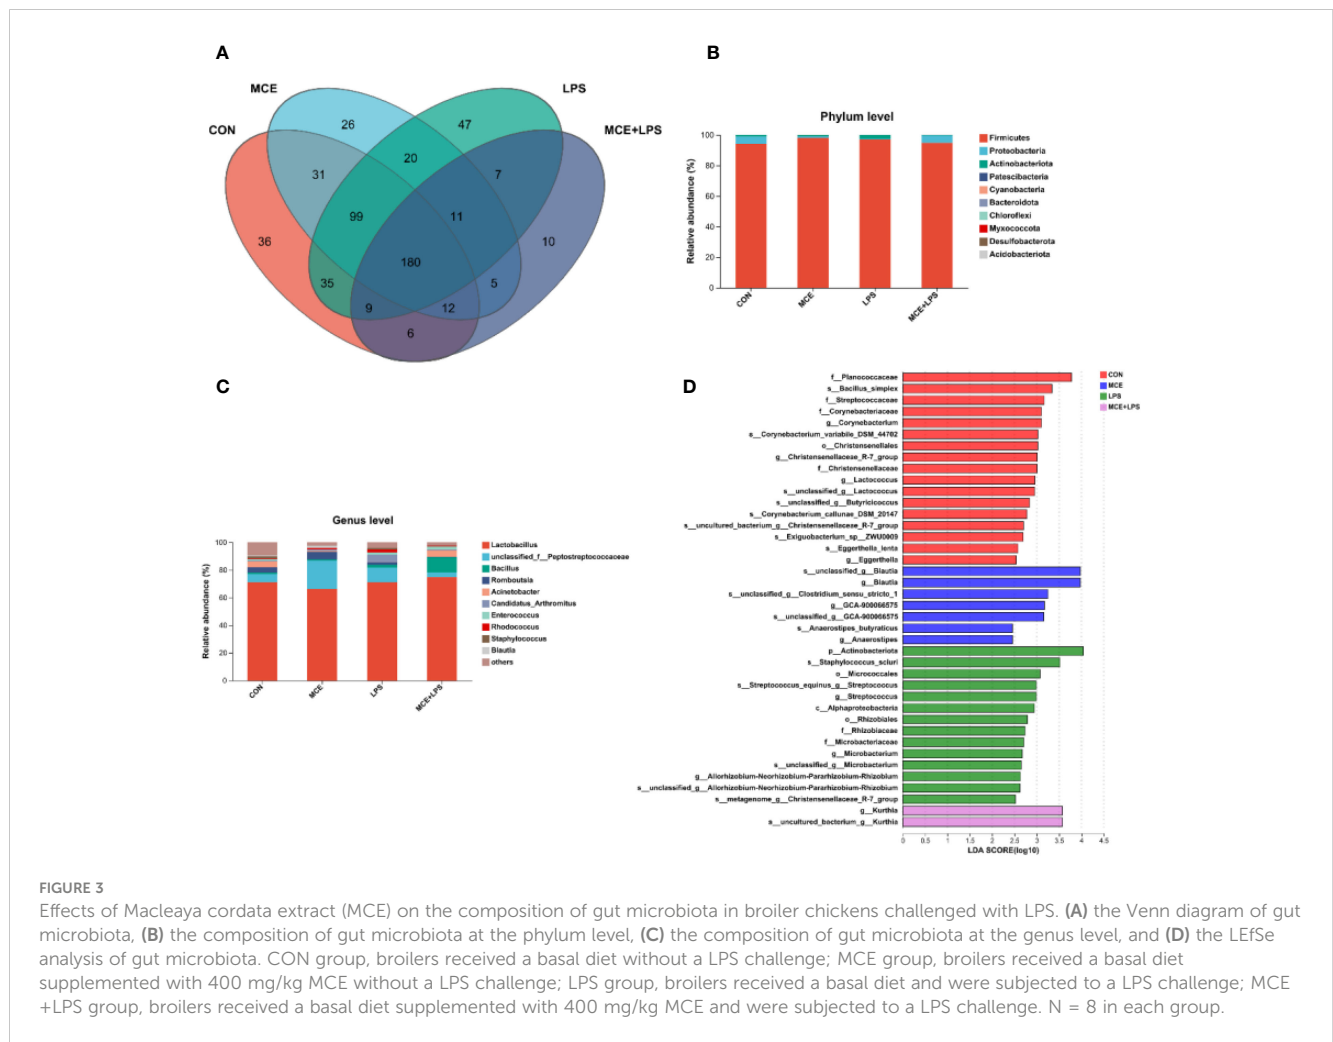 A
MCE
LPS
CON
MCE+LPS
26
47
20
7
31
99
11
36
10
180
35
5
9
12
6
B
Phylum level
Relative abundance (%)
100
80
60
40
20
0
CON
MCE
LPS
MCE+LPS
Firmicutes
Proteobacteria
Actinobacteriota
Patescibacteria
Cyanobacteria
Bacteroidota
Chloroflexi
Myxococcota
Desulfobacterota
Acidobacteriota
C
Genus level
Relative abundance (%)
100
80
60
40
20
0
CON
MCE
LPS
MCE+LPS
Lactobacillus
unclassified_f__Peptostreptococcaceae
Bacillus
Romboutsia
Acinetobacter
Candidatus_Arthromitus
Enterococcus
Rhodococcus
Staphylococcus
Blautia
others
D
f__Planococcaceae
s__Bacillus_simplex
f__Streptococcaceae
f__Corynebacteriaceae
g__Corynebacterium
s__Corynebacterium_variabile_DSM_44702
o__Christensenellales
g__Christensenellaceae_R-7_group
f__Christensenellaceae
g__Lactococcus
s__unclassified_g__Lactococcus
s__unclassified_g__Butyricicoccus
s__Corynebacterium_callunae_DSM_20147
s__uncultured_bacterium_g__Christensenellaceae_R-7_group
s__Exiguobacterium_sp__ZWU0009
s__Eggerthella_lenta
g__Eggerthella
s__unclassified_g__Blautia
g__Blautia
s__unclassified_g__Clostridium_sensu_stricto_1
g__GCA-900066575
s__unclassified_g__GCA-900066575
s__Anaerostipes_butyraticus
g__Anaerostipes
p__Actinobacteriota
s__Staphylococcus_sciuri
o__Micrococcales
s__Streptococcus_equinus_g__Streptococcus
g__Streptococcus
c__Alphaproteobacteria
o__Rhizobiales
f__Rhizobiaceae
f__Microbacteriaceae
g__Microbacterium
s__unclassified_g__Microbacterium
g__Allorhizobium-Neorhizobium-Pararhizobium-Rhizobium
s__unclassified_g__Allorhizobium-Neorhizobium-Pararhizobium-Rhizobium
s__metagenome_g__Christensenellaceae_R-7_group
g__Kurthia
s__uncultured_bacterium_g__Kurthia
0 0.5 1 1.5 2 2.5 3 3.5 4 4.5
LDA SCORE(log10)
CON
MCE
LPS
MCE+LPS
FIGURE 3
Effects of Macleaya cordata extract (MCE) on the composition of gut microbiota in broiler chickens challenged with LPS. (A) the Venn diagram of gut
microbiota, (B) the composition of gut microbiota at the phylum level, (C) the composition of gut microbiota at the genus level, and (D) the LEfSe
analysis of gut microbiota. CON group, broilers received a basal diet without a LPS challenge; MCE group, broilers received a basal diet
supplemented with 400 mg/kg MCE without a LPS challenge; LPS group, broilers received a basal diet and were subjected to a LPS challenge; MCE
+LPS group, broilers received a basal diet supplemented with 400 mg/kg MCE and were subjected to a LPS challenge. N = 8 in each group.